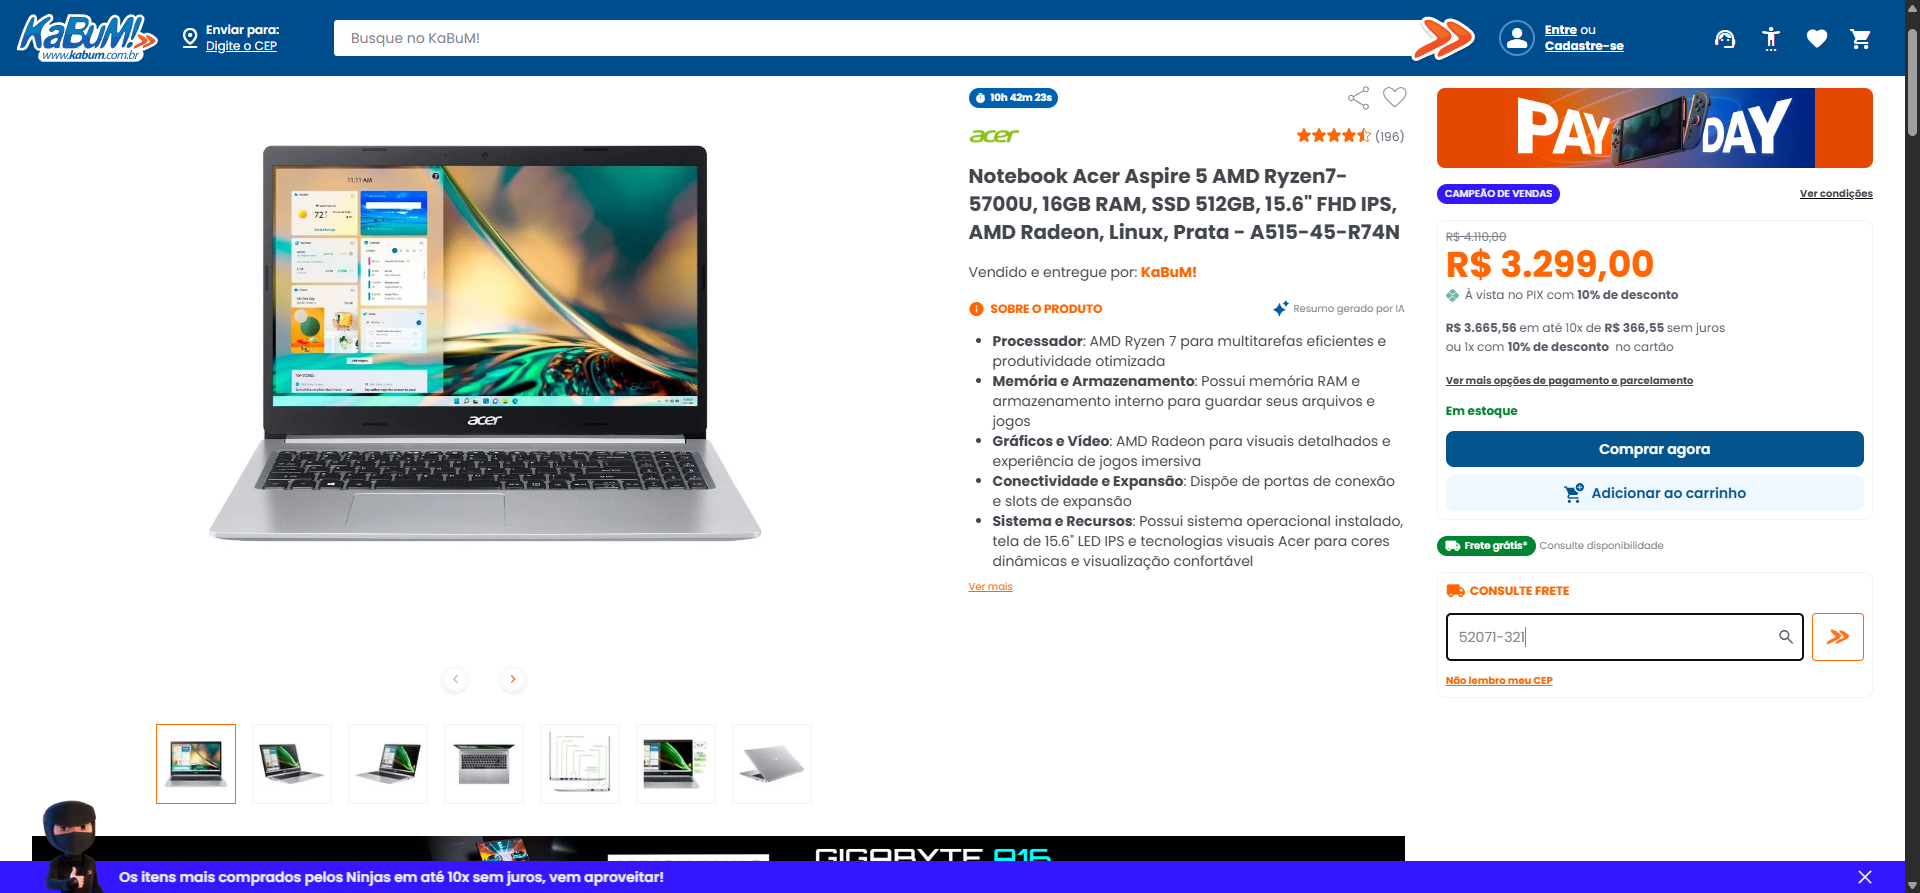 KaBuM!
www.kabum.com.br
Enviar para:
Digite o CEP
Busque no KaBuM!
Entre ou
Cadastre-se
10h 42m 23s
acer
(196)
Notebook Acer Aspire 5 AMD Ryzen7-
5700U, 16GB RAM, SSD 512GB, 15.6" FHD IPS,
AMD Radeon, Linux, Prata - A515-45-R74N
Vendido e entregue por: KaBuM!
SOBRE O PRODUTO
Resumo gerado por IA
• Processador: AMD Ryzen 7 para multitarefas eficientes e
produtividade otimizada
• Memória e Armazenamento: Possui memória RAM e
armazenamento interno para guardar seus arquivos e
jogos
• Gráficos e Vídeo: AMD Radeon para visuais detalhados e
experiência de jogos imersiva
• Conectividade e Expansão: Dispõe de portas de conexão
e slots de expansão
• Sistema e Recursos: Possui sistema operacional instalado,
tela de 15.6" LED IPS e tecnologias visuais Acer para cores
dinâmicas e visualização confortável
Ver mais
PAYDAY
CAMPEÃO DE VENDAS
Ver condições
R$ 4.110,00
R$ 3.299,00
À vista no PIX com 10% de desconto
R$ 3.665,56 em até 10x de R$ 366,55 sem juros
ou 1x com 10% de desconto no cartão
Ver mais opções de pagamento e parcelamento
Em estoque
Comprar agora
Adicionar ao carrinho
Frete grátis* Consulte disponibilidade
CONSULTE FRETE
52071-321
Não lembro meu CEP
11:11 AM
72°
acer
GIGABYTE A16
Os itens mais comprados pelos Ninjas em até 10x sem juros, vem aproveitar!